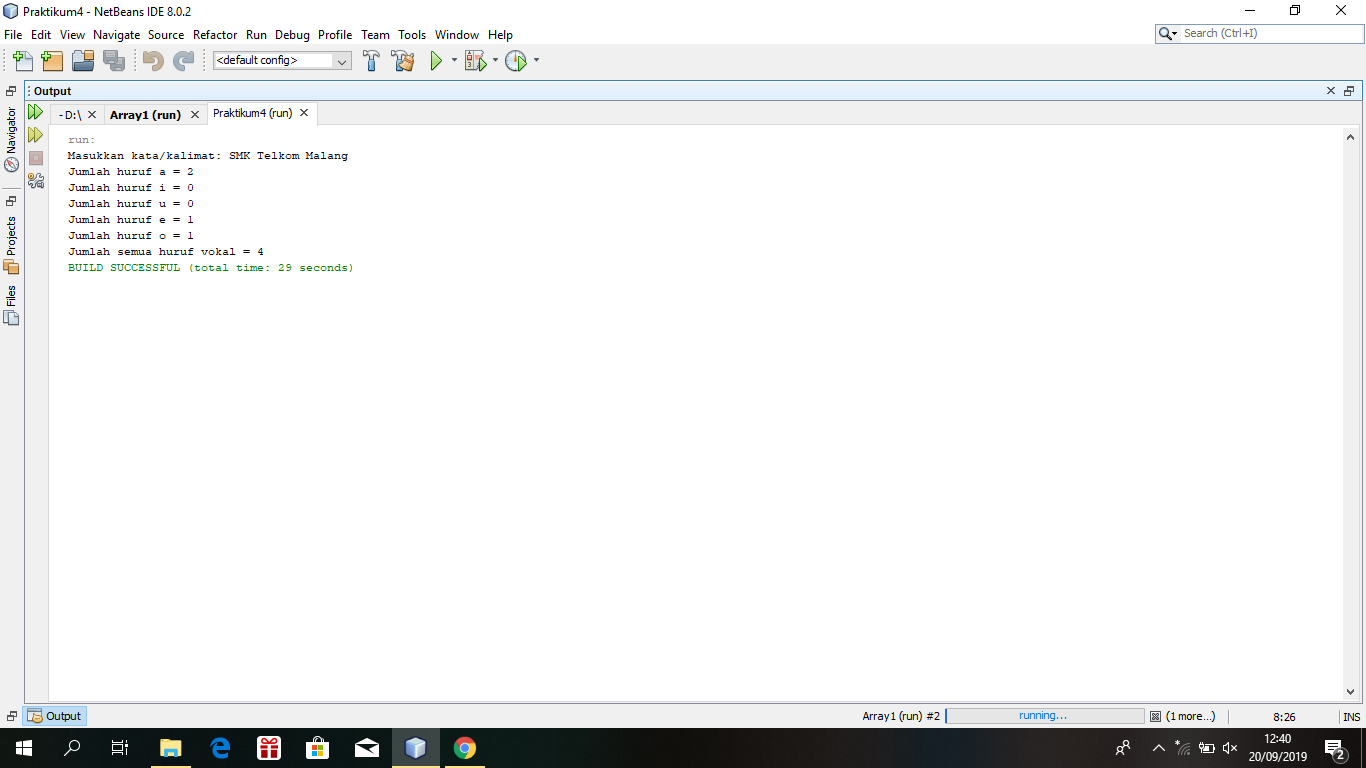 Praktikum4 - NetBeans IDE 8.0.2
File Edit View Navigate Source Refactor Run Debug Profile Team Tools Window Help
Search (Ctrl+I)
<default config>
Output
- D:\ Array1 (run) Praktikum4 (run)
Navigator
Projects
Files
run:
Masukkan kata/kalimat: SMK Telkom Malang
Jumlah huruf a = 2
Jumlah huruf i = 0
Jumlah huruf u = 0
Jumlah huruf e = 1
Jumlah huruf o = 1
Jumlah semua huruf vokal = 4
BUILD SUCCESSFUL (total time: 29 seconds)
Output
Array1 (run) #2 running... (1 more...) 8:26 INS
12:40
20/09/2019
2